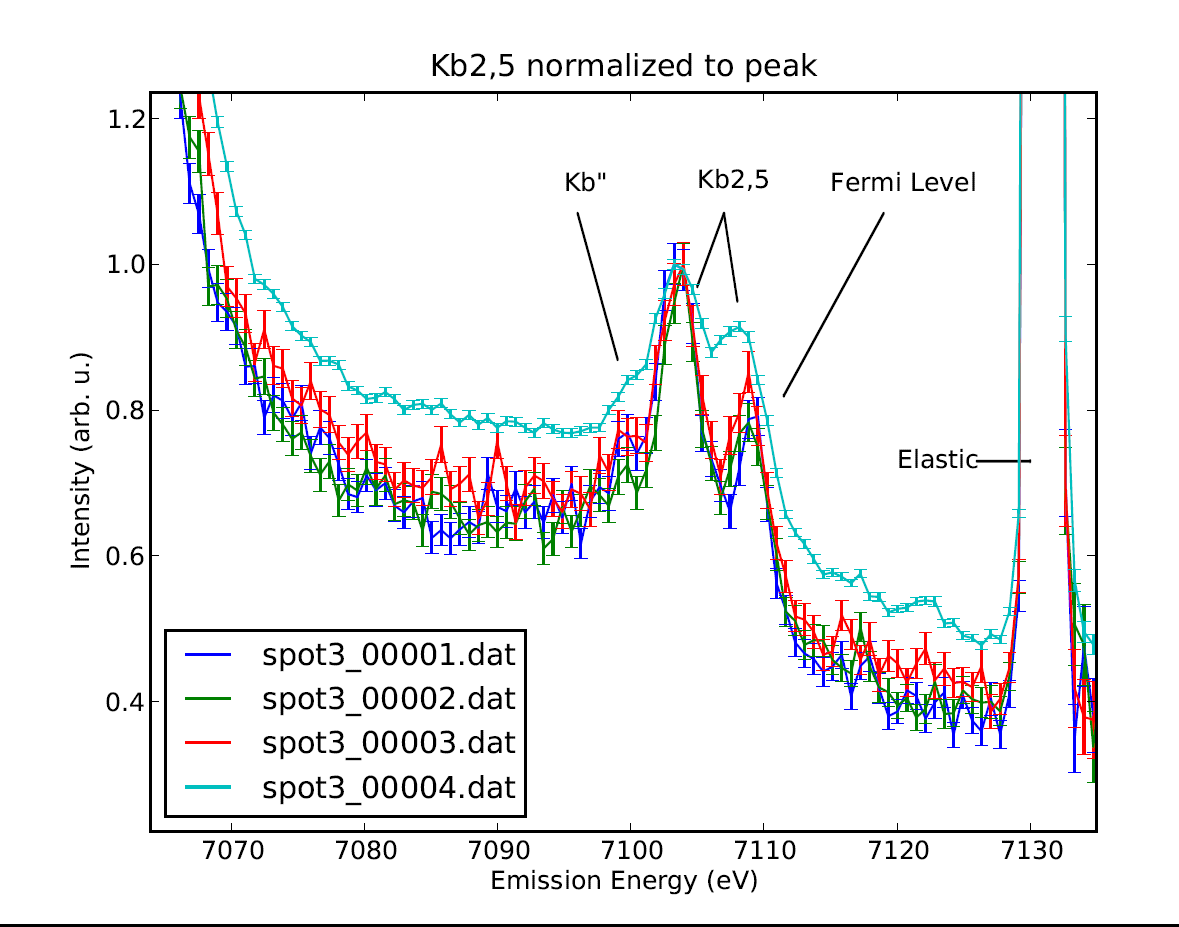 Kb2,5 normalized to peak
1.2
1.0
0.8
0.6
0.4
Intensity (arb. u.)
Kb"
Kb2,5
Fermi Level
Elastic
spot3_00001.dat
spot3_00002.dat
spot3_00003.dat
spot3_00004.dat
7070 7080 7090 7100 7110 7120 7130
Emission Energy (eV)